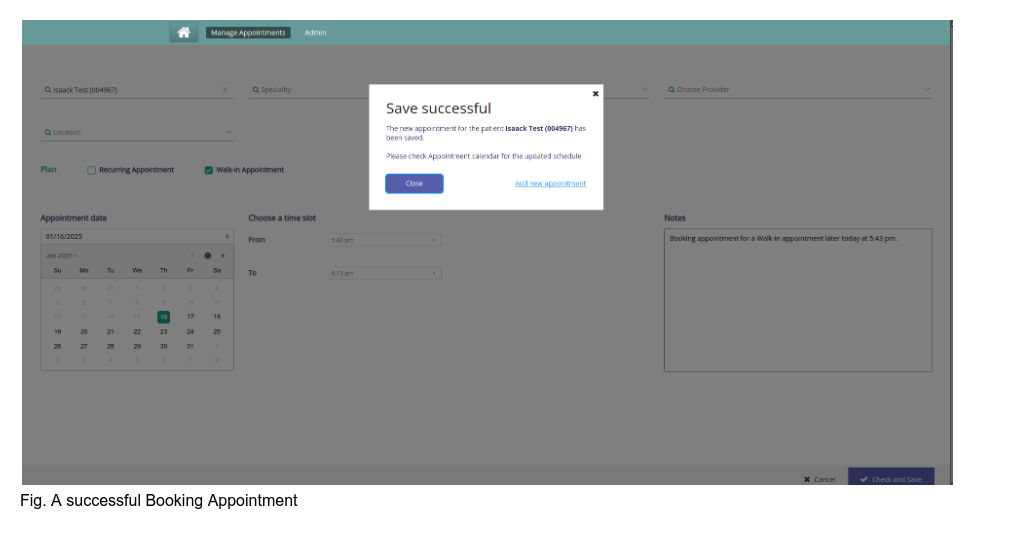 Manage Appointments Admin
Isaack Test (004967)
Speciality
Choose Provider
Save successful
The new appointment for the patient Isaack Test (004967) has
been saved.
Please check Appointment calendar for the updated schedule
Close
Add new appointment
Location
Plan
Recurring Appointment
Walk-in Appointment
Appointment date
01/16/2025
Jan 2025
Su Mo Tu We Th Fr Sa
29 30 31 1 2 3 4
5 6 7 8 9 10 11
12 13 14 15 16 17 18
19 20 21 22 23 24 25
26 27 28 29 30 31 1
2 3 4 5 6 7 8
Choose a time slot
From
To
6:13 pm
Notes
Booking appointment for a Walk-in appointment later today at 5:43 pm.
Cancel
Check and Save
Fig. A successful Booking Appointment